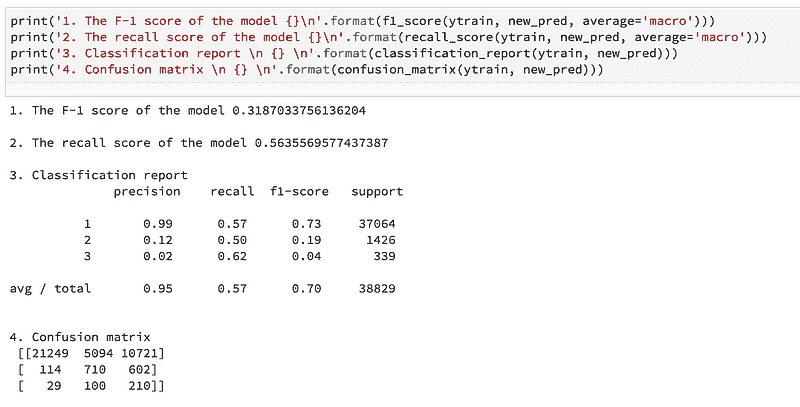 print('1. The F-1 score of the model {}\n'.format(f1_score(ytrain, new_pred, average='macro')))
print('2. The recall score of the model {}\n'.format(recall_score(ytrain, new_pred, average='macro')))
print('3. Classification report \n {} \n'.format(classification_report(ytrain, new_pred)))
print('4. Confusion matrix \n {} \n'.format(confusion_matrix(ytrain, new_pred)))
1. The F-1 score of the model 0.3187033756136204
2. The recall score of the model 0.5635569577437387
3. Classification report
precision recall f1-score support
1 0.99 0.57 0.73 37064
2 0.12 0.50 0.19 1426
3 0.02 0.62 0.04 339
avg / total 0.95 0.57 0.70 38829
4. Confusion matrix
[[21249 5094 10721]
[ 114 710 602]
[ 29 100 210]]